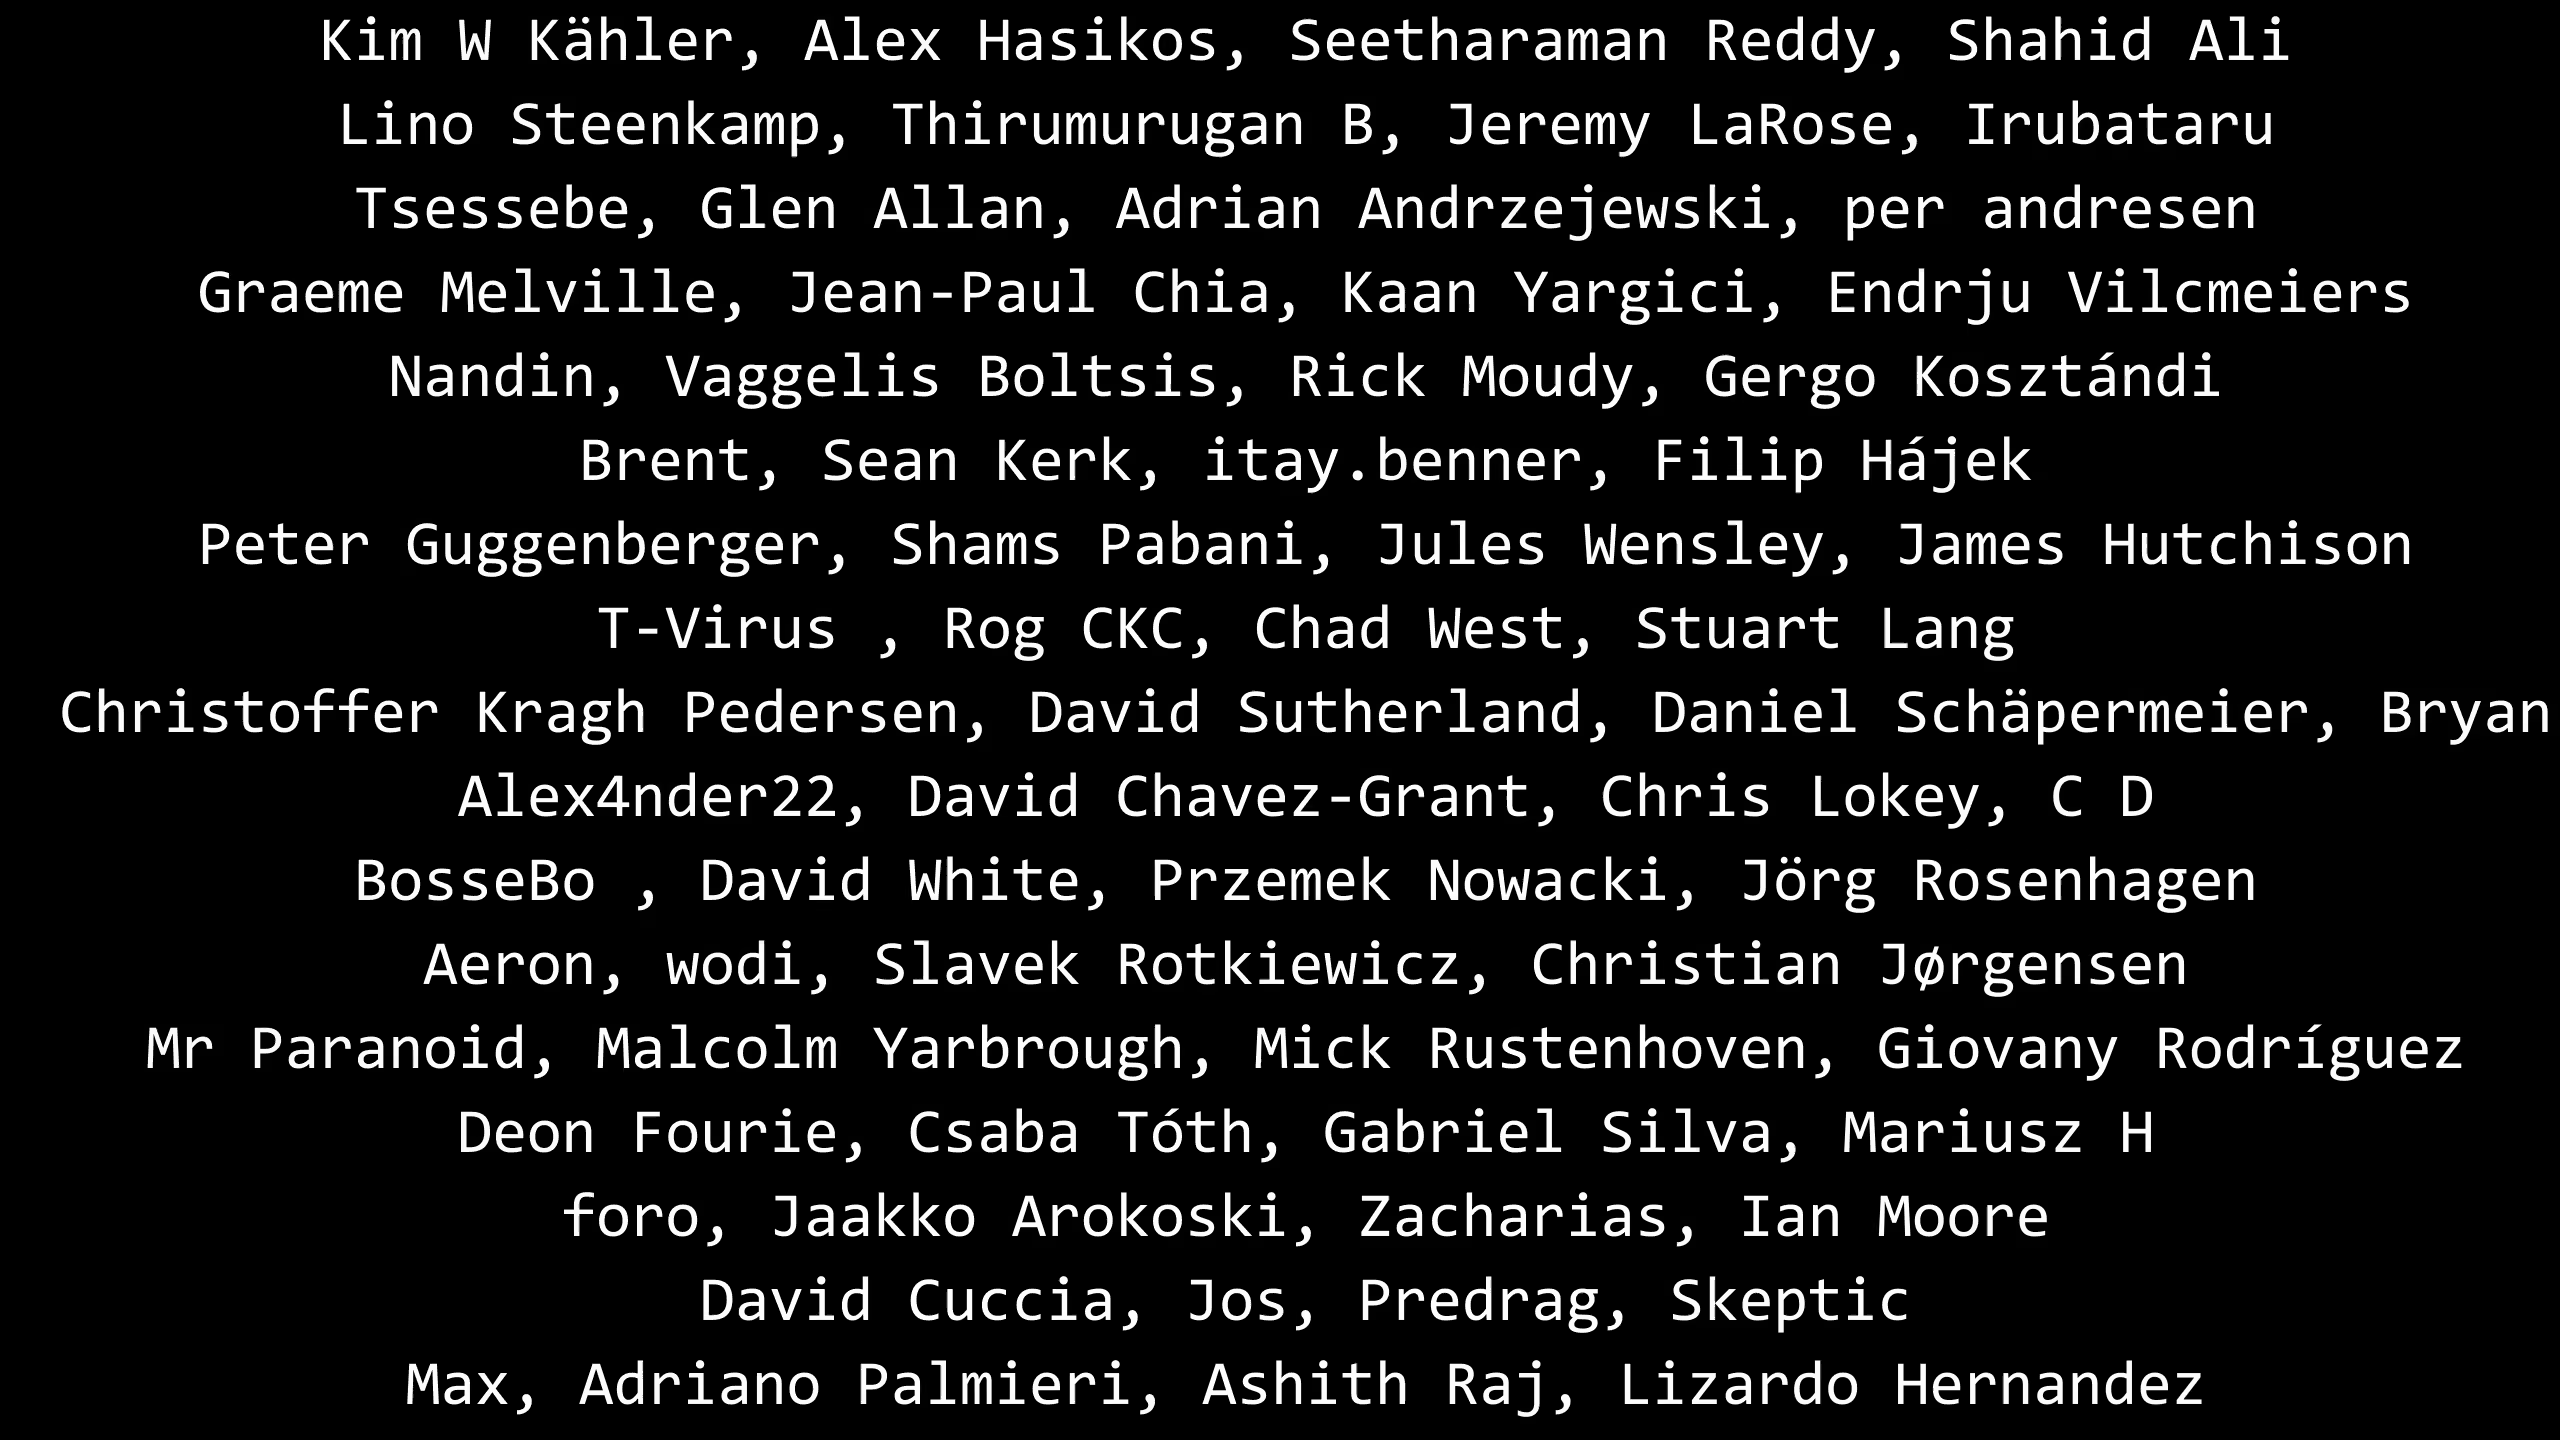 Kim W Kähler, Alex Hasikos, Seetharaman Reddy, Shahid Ali
Lino Steenkamp, Thirumurugan B, Jeremy LaRose, Irubataru
Tsessebe, Glen Allan, Adrian Andrzejewski, per andresen
Graeme Melville, Jean-Paul Chia, Kaan Yargici, Endrju Vilcmeiers
Nandin, Vaggelis Boltsis, Rick Moudy, Gergo Kosztándi
Brent, Sean Kerk, itay.benner, Filip Hájek
Peter Guggenberger, Shams Pabani, Jules Wensley, James Hutchison
T-Virus , Rog CKC, Chad West, Stuart Lang
Christoffer Kragh Pedersen, David Sutherland, Daniel Schäpermeier, Bryan
Alex4nder22, David Chavez-Grant, Chris Lokey, C D
BosseBo , David White, Przemek Nowacki, Jörg Rosenhagen
Aeron, wodi, Slavek Rotkiewicz, Christian Jørgensen
Mr Paranoid, Malcolm Yarbrough, Mick Rustenhoven, Giovany Rodríguez
Deon Fourie, Csaba Tóth, Gabriel Silva, Mariusz H
foro, Jaakko Arokoski, Zacharias, Ian Moore
David Cuccia, Jos, Predrag, Skeptic
Max, Adriano Palmieri, Ashith Raj, Lizardo Hernandez